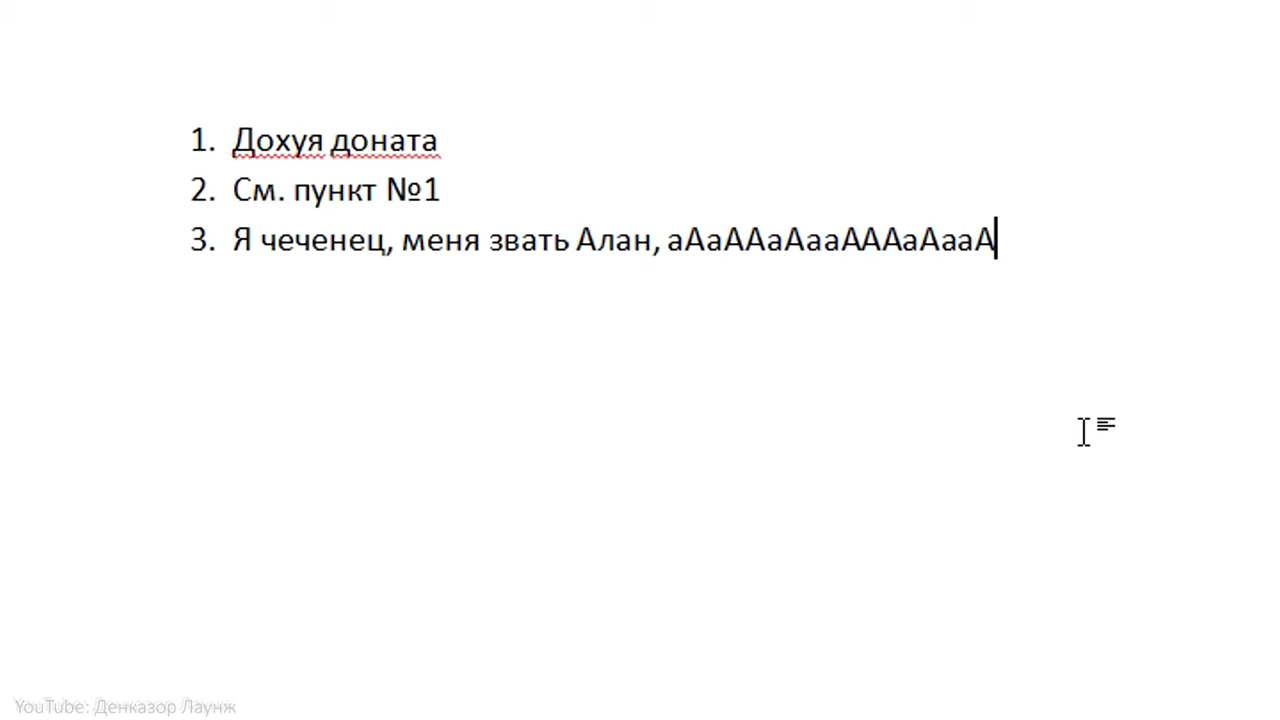 1. Дохуя доната
2. См. пункт №1
3. Я чеченец, меня звать Алан, аАаААаАааАААаАааА
YouTube: Денказор Лаунж